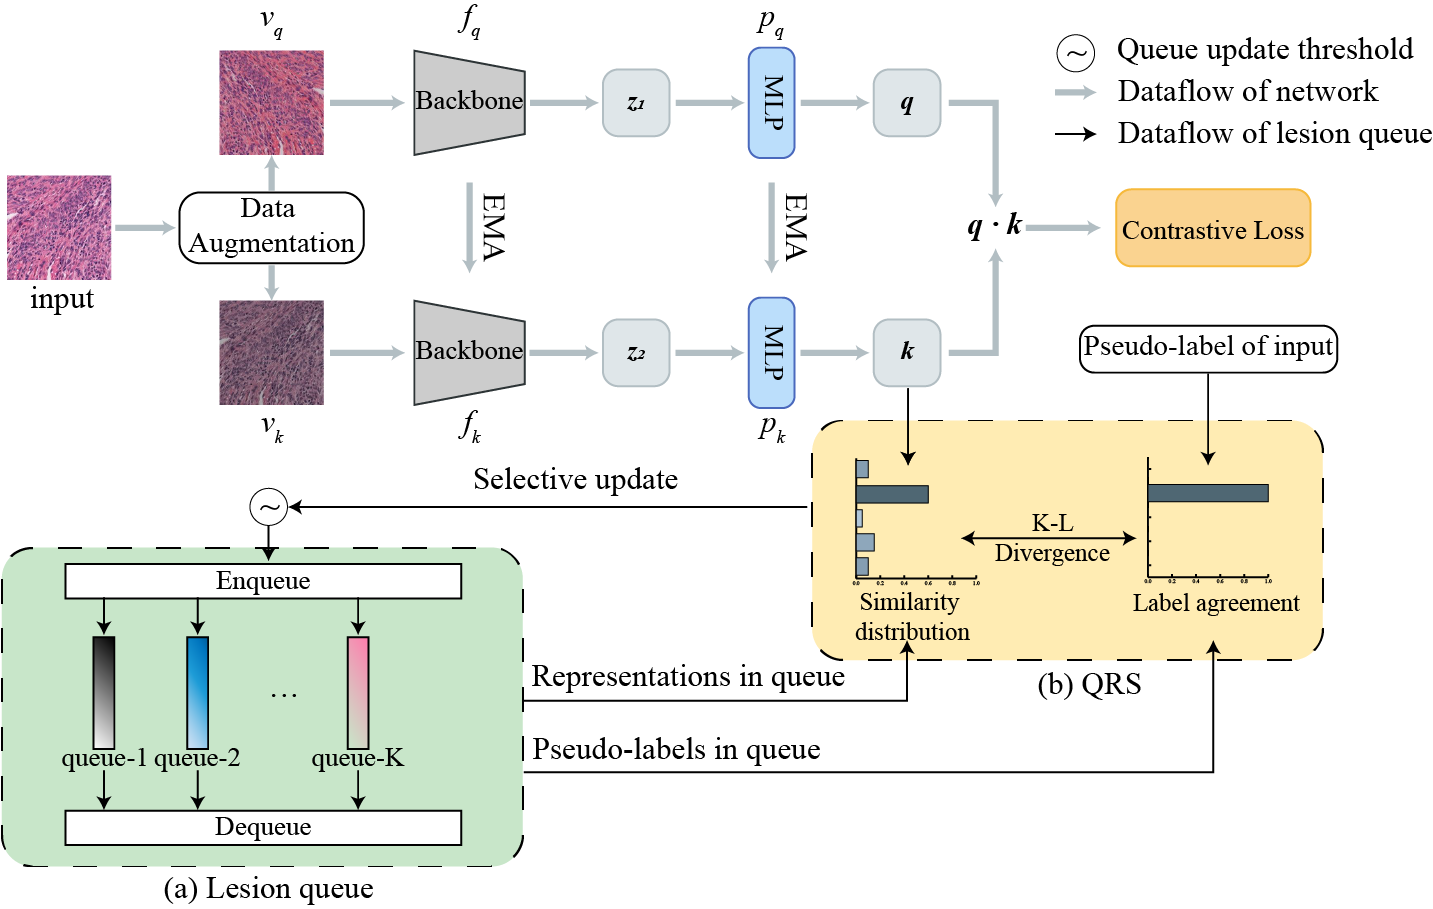 v_q
f_q
p_q
~ Queue update threshold
Backbone
z₁
MLP
q
Dataflow of network
Dataflow of lesion queue
Data
Augmentation
EMA
EMA
q · k
Contrastive Loss
input
Backbone
z₂
MLP
k
Pseudo-label of input
v_k
f_k
p_k
Selective update
~
K-L
Divergence
0.0 0.2 0.4 0.6 0.8 1.0
0.0 0.2 0.4 0.6 0.8 1.0
Similarity
distribution
Label agreement
(b) QRS
Enqueue
...
queue-1 queue-2 queue-K
Dequeue
Representations in queue
Pseudo-labels in queue
(a) Lesion queue